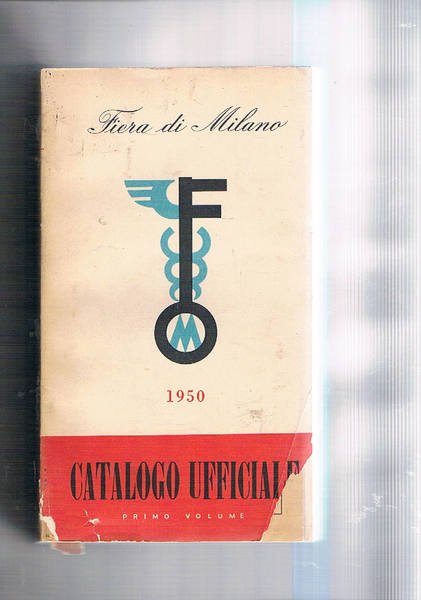 Fiera di Milano
F
M
1950
CATALOGO UFFICIALE
PRIMO VOLUME